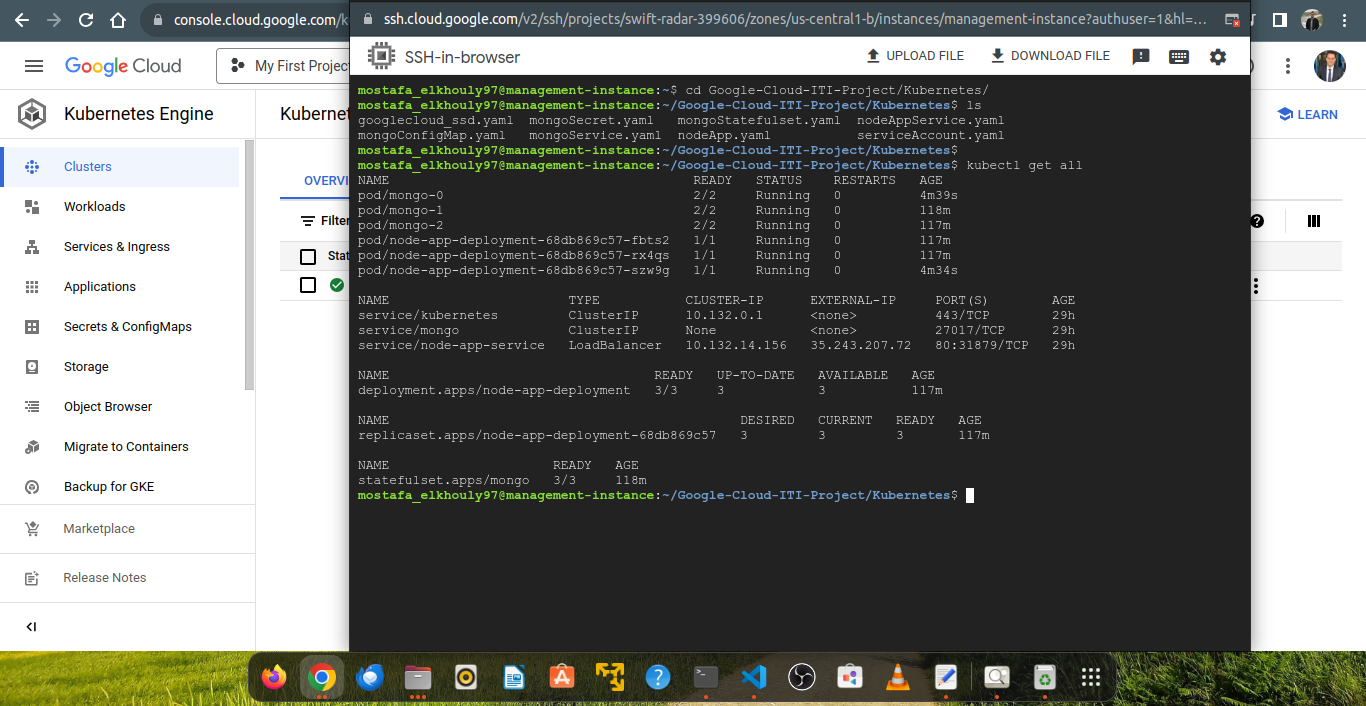 console.cloud.google.com/k
ssh.cloud.google.com/v2/ssh/projects/swift-radar-399606/zones/us-central1-b/instances/management-instance?authuser=1&hl=...
Google Cloud
My First Project
SSH-in-browser
UPLOAD FILE
DOWNLOAD FILE
Kubernetes Engine
Kubernet
LEARN
Clusters
Workloads
Services & Ingress
Applications
Secrets & ConfigMaps
Storage
Object Browser
Migrate to Containers
Backup for GKE
Marketplace
Release Notes
OVERVI
Filter
Stat
mostafa_elkhouly97@management-instance:~$ cd Google-Cloud-ITI-Project/Kubernetes/
mostafa_elkhouly97@management-instance:~/Google-Cloud-ITI-Project/Kubernetes$ ls
googlecloud_ssd.yaml mongoSecret.yaml mongoStatefulset.yaml nodeAppService.yaml
mongoConfigMap.yaml mongoService.yaml nodeApp.yaml serviceAccount.yaml
mostafa_elkhouly97@management-instance:~/Google-Cloud-ITI-Project/Kubernetes$
mostafa_elkhouly97@management-instance:~/Google-Cloud-ITI-Project/Kubernetes$ kubectl get all
NAME READY STATUS RESTARTS AGE
pod/mongo-0 2/2 Running 0 4m39s
pod/mongo-1 2/2 Running 0 118m
pod/mongo-2 2/2 Running 0 117m
pod/node-app-deployment-68db869c57-fbts2 1/1 Running 0 117m
pod/node-app-deployment-68db869c57-rx4qs 1/1 Running 0 117m
pod/node-app-deployment-68db869c57-szw9g 1/1 Running 0 4m34s
NAME TYPE CLUSTER-IP EXTERNAL-IP PORT(S) AGE
service/kubernetes ClusterIP 10.132.0.1 <none> 443/TCP 29h
service/mongo ClusterIP None <none> 27017/TCP 29h
service/node-app-service LoadBalancer 10.132.14.156 35.243.207.72 80:31879/TCP 29h
NAME READY UP-TO-DATE AVAILABLE AGE
deployment.apps/node-app-deployment 3/3 3 3 117m
NAME DESIRED CURRENT READY AGE
replicaset.apps/node-app-deployment-68db869c57 3 3 3 117m
NAME READY AGE
statefulset.apps/mongo 3/3 118m
mostafa_elkhouly97@management-instance:~/Google-Cloud-ITI-Project/Kubernetes$